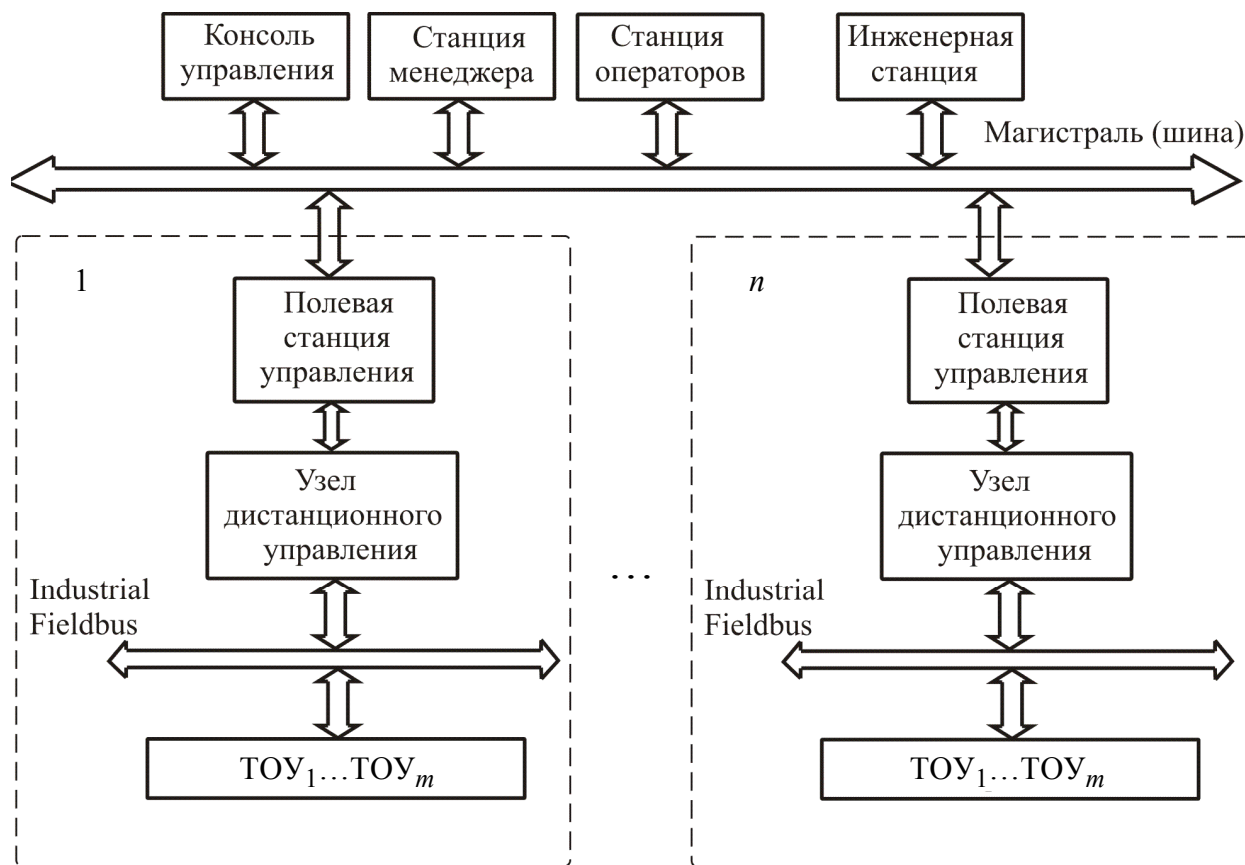 Консоль
управления
Станция
менеджера
Станция
операторов
Инженерная
станция
Магистраль (шина)
1
Полевая
станция
управления
Узел
дистанционного
управления
Industrial
Fieldbus
ТОУ1…ТОУm
…
n
Полевая
станция
управления
Узел
дистанционного
управления
Industrial
Fieldbus
ТОУ1…ТОУm